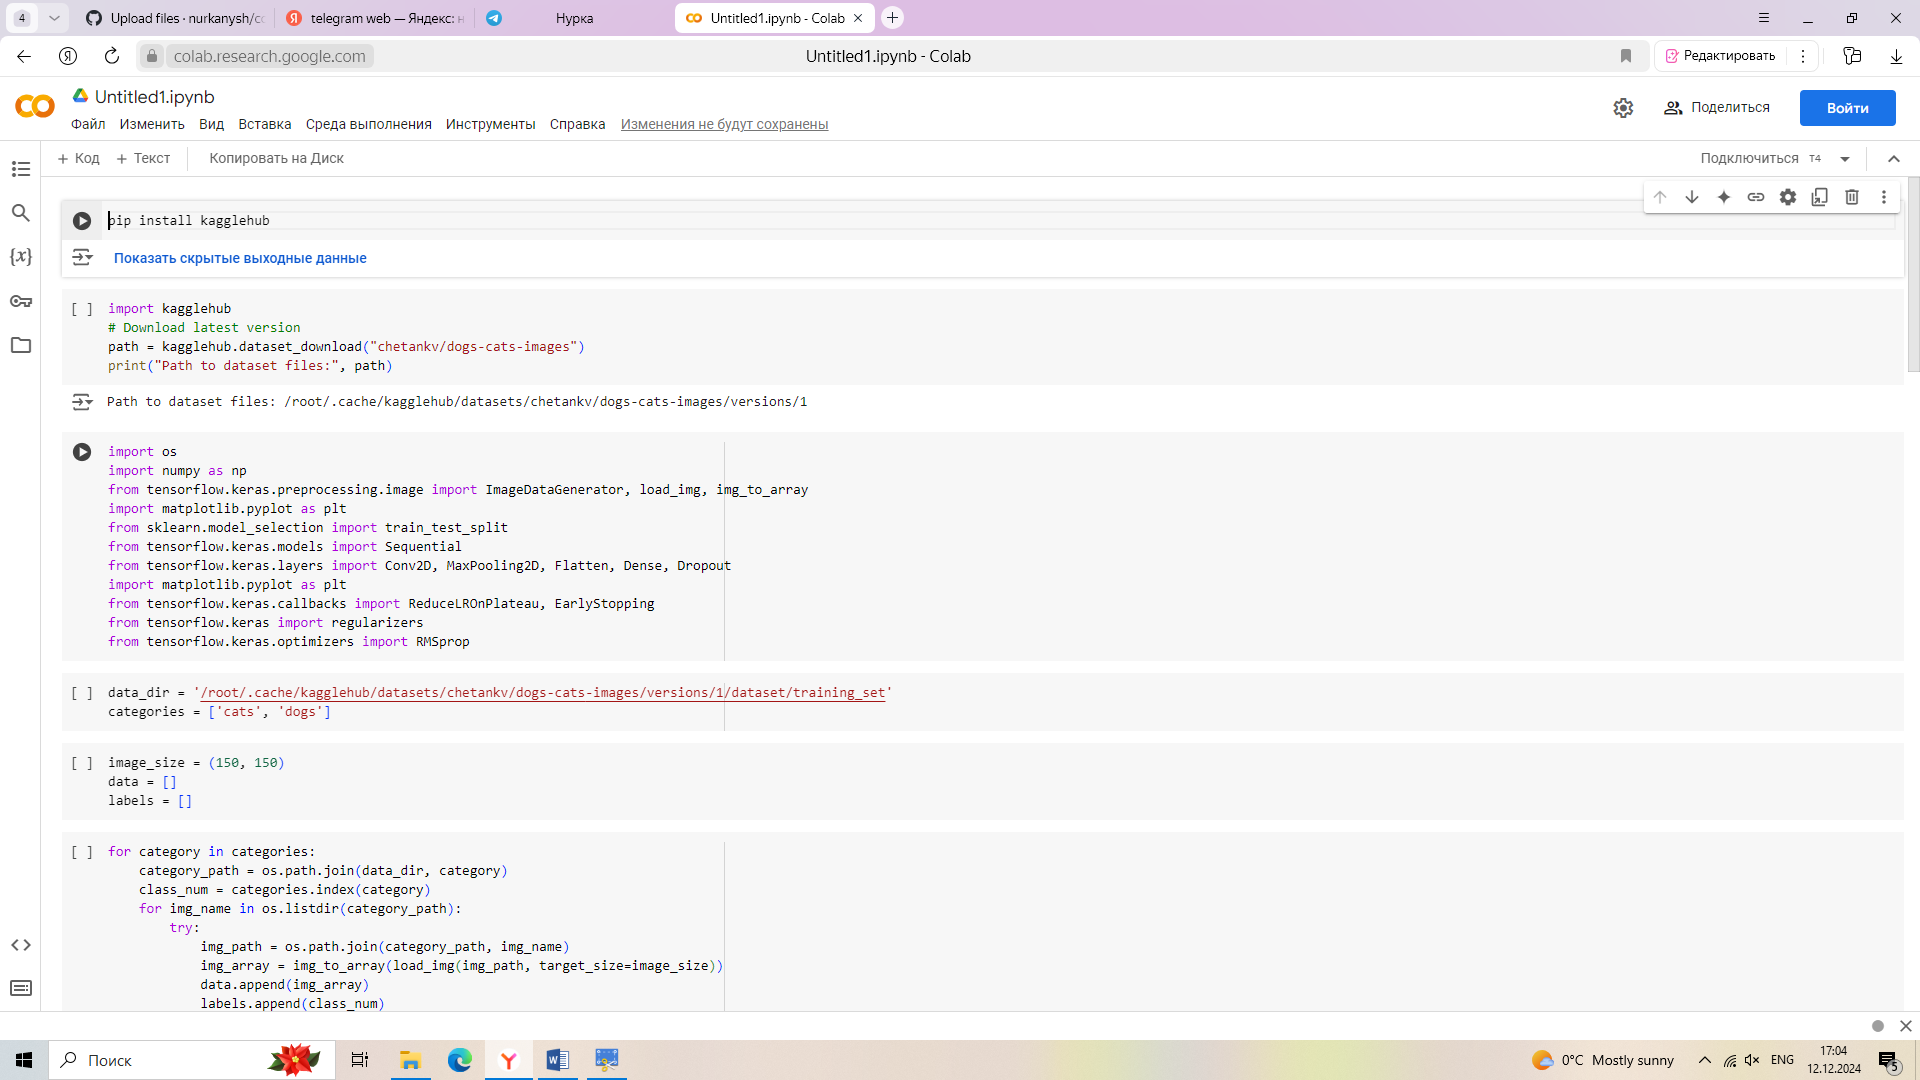 4
Upload files · nurkanysh/cc
telegram web — Яндекс: н
Нурка
Untitled1.ipynb - Colab
colab.research.google.com
Untitled1.ipynb - Colab
Редактировать
Untitled1.ipynb
Файл Изменить Вид Вставка Среда выполнения Инструменты Справка Изменения не будут сохранены
Поделиться
Войти
+ Код + Текст Копировать на Диск
Подключиться T4
pip install kagglehub
Показать скрытые выходные данные
[ ] import kagglehub
# Download latest version
path = kagglehub.dataset_download("chetankv/dogs-cats-images")
print("Path to dataset files:", path)
Path to dataset files: /root/.cache/kagglehub/datasets/chetankv/dogs-cats-images/versions/1
import os
import numpy as np
from tensorflow.keras.preprocessing.image import ImageDataGenerator, load_img, img_to_array
import matplotlib.pyplot as plt
from sklearn.model_selection import train_test_split
from tensorflow.keras.models import Sequential
from tensorflow.keras.layers import Conv2D, MaxPooling2D, Flatten, Dense, Dropout
import matplotlib.pyplot as plt
from tensorflow.keras.callbacks import ReduceLROnPlateau, EarlyStopping
from tensorflow.keras import regularizers
from tensorflow.keras.optimizers import RMSprop
[ ] data_dir = '/root/.cache/kagglehub/datasets/chetankv/dogs-cats-images/versions/1/dataset/training_set'
categories = ['cats', 'dogs']
[ ] image_size = (150, 150)
data = []
labels = []
[ ] for category in categories:
category_path = os.path.join(data_dir, category)
class_num = categories.index(category)
for img_name in os.listdir(category_path):
try:
img_path = os.path.join(category_path, img_name)
img_array = img_to_array(load_img(img_path, target_size=image_size))
data.append(img_array)
labels.append(class_num)
Поиск
0°C Mostly sunny
ENG
17:04
12.12.2024
5